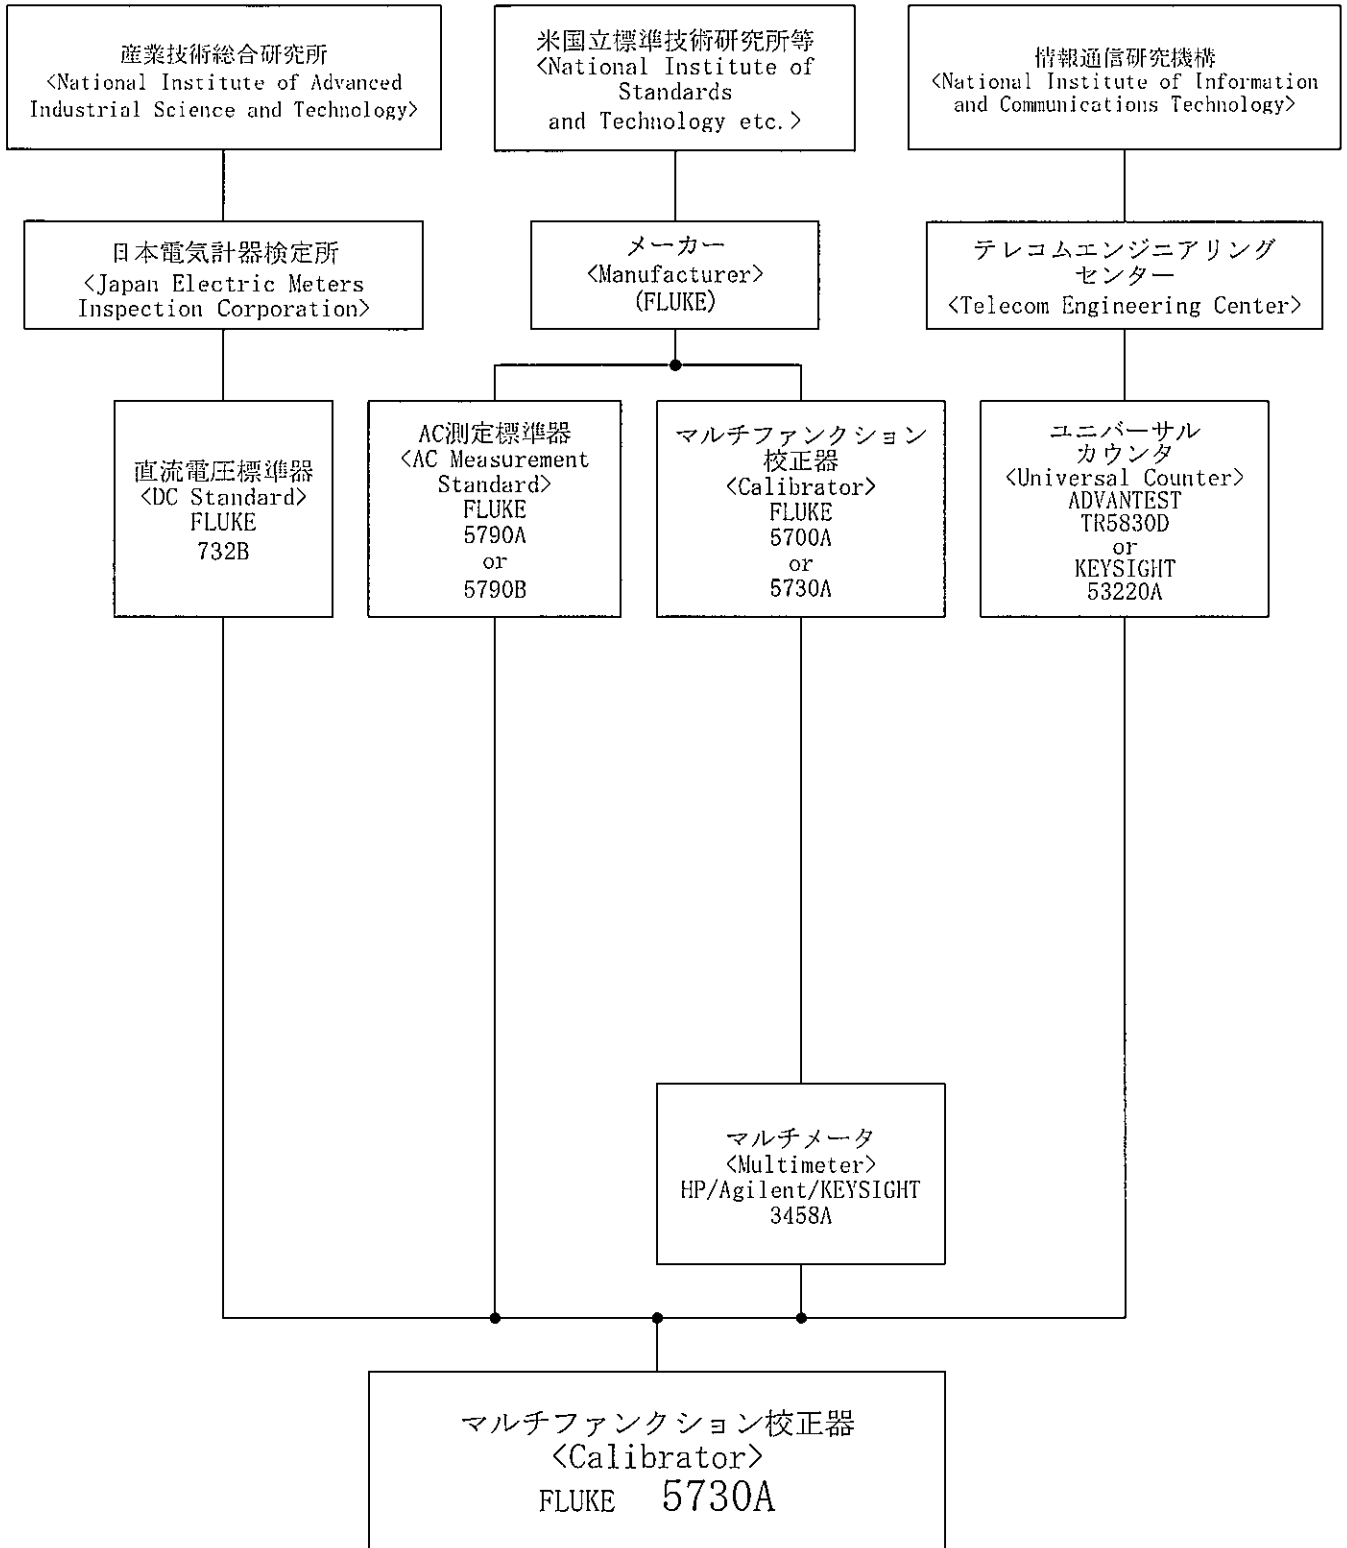 産業技術総合研究所
<National Institute of Advanced
Industrial Science and Technology>
米国立標準技術研究所等
<National Institute of
Standards
and Technology etc.>
情報通信研究機構
<National Institute of Information
and Communications Technology>
日本電気計器検定所
<Japan Electric Meters
Inspection Corporation>
メーカー
<Manufacturer>
(FLUKE)
テレコムエンジニアリング
センター
<Telecom Engineering Center>
直流電圧標準器
<DC Standard>
FLUKE
732B
AC測定標準器
<AC Measurement
Standard>
FLUKE
5790A
or
5790B
マルチファンクション
校正器
<Calibrator>
FLUKE
5700A
or
5730A
ユニバーサル
カウンタ
<Universal Counter>
ADVANTEST
TR5830D
or
KEYSIGHT
53220A
マルチメータ
<Multimeter>
HP/Agilent/KEYSIGHT
3458A
マルチファンクション校正器
<Calibrator>
FLUKE 5730A